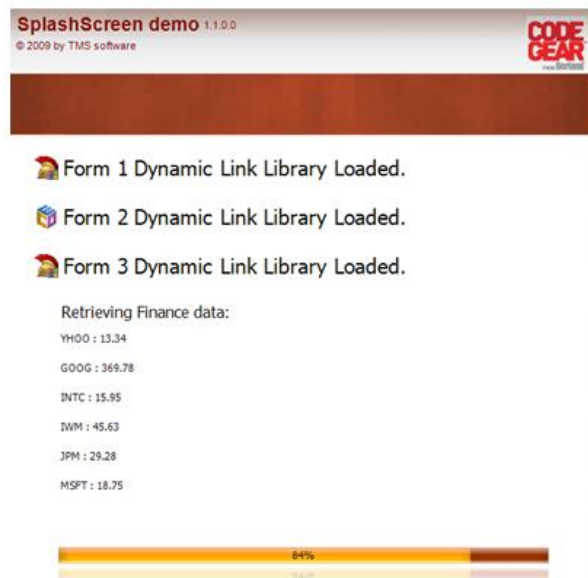 SplashScreen demo 1.1.0.0
© 2009 by TMS software
CODE
GEAR
Form 1 Dynamic Link Library Loaded.
Form 2 Dynamic Link Library Loaded.
Form 3 Dynamic Link Library Loaded.
Retrieving Finance data:
YHOO : 13.34
GOOG : 369.78
INTC : 15.95
IWM : 45.63
JPM : 29.28
MSFT : 18.75
84%